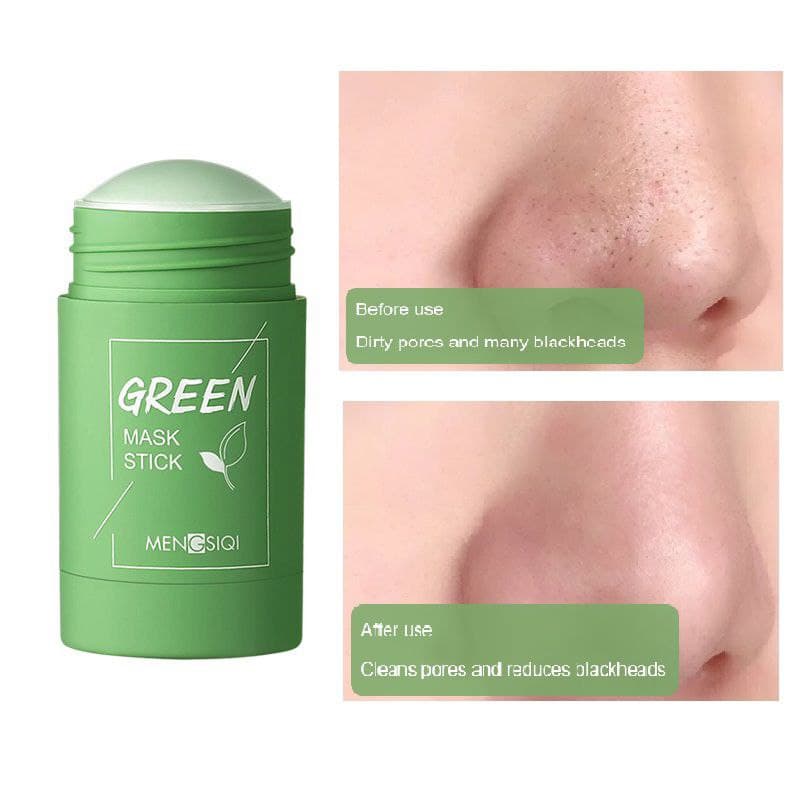 GREEN
MASK
STICK
MENGSIQI
Before use
Dirty pores and many blackheads
After use
Cleans pores and reduces blackheads